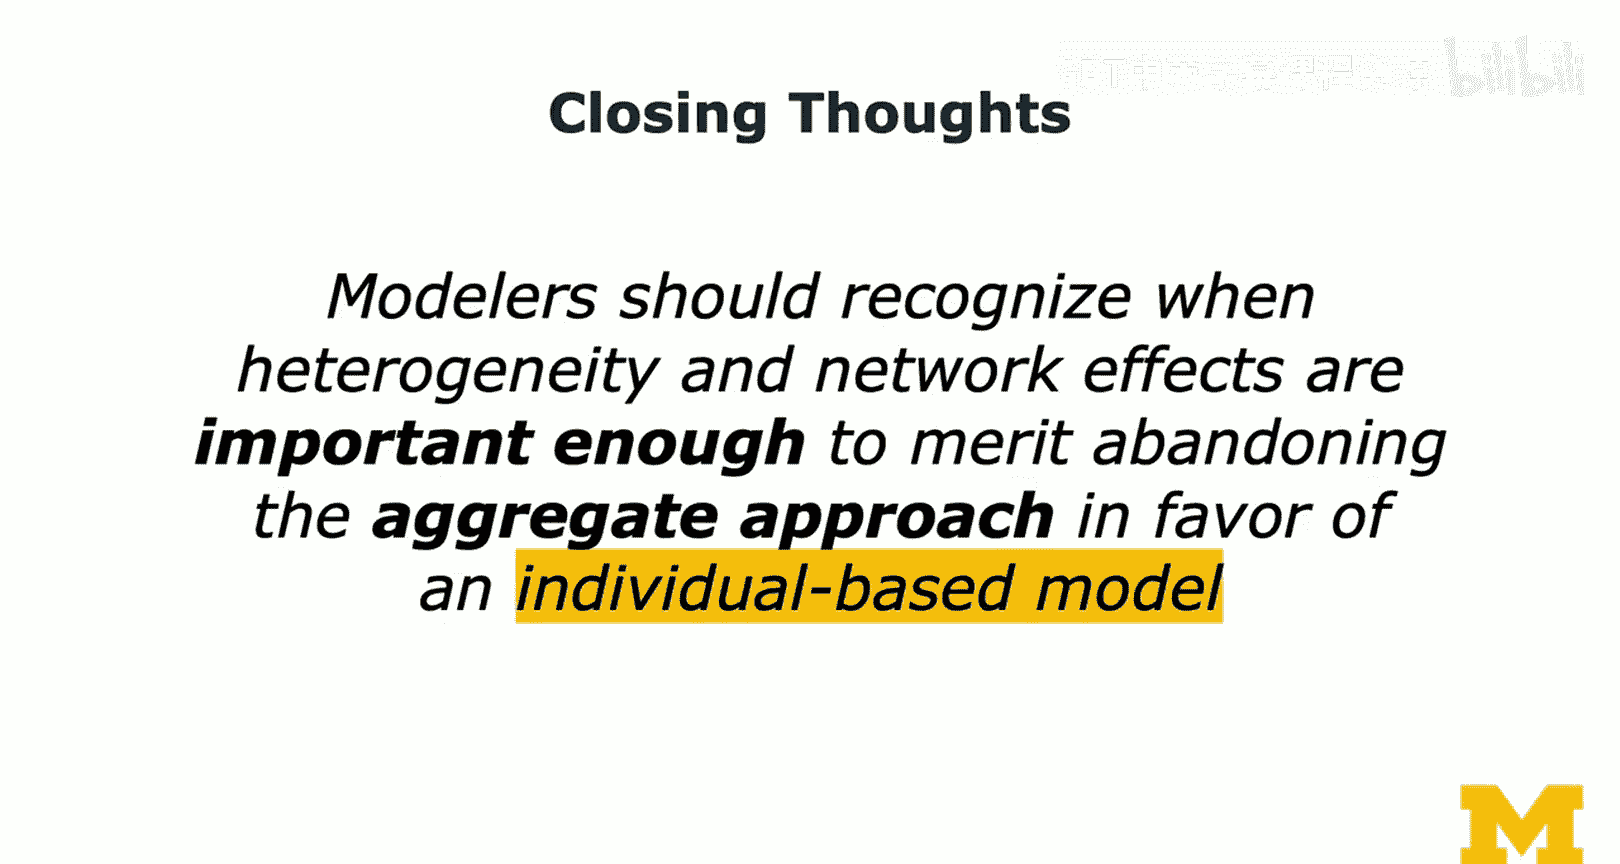 bilibili
Closing Thoughts
Modelers should recognize when
heterogeneity and network effects are
important enough to merit abandoning
the aggregate approach in favor of
an individual-based model
M